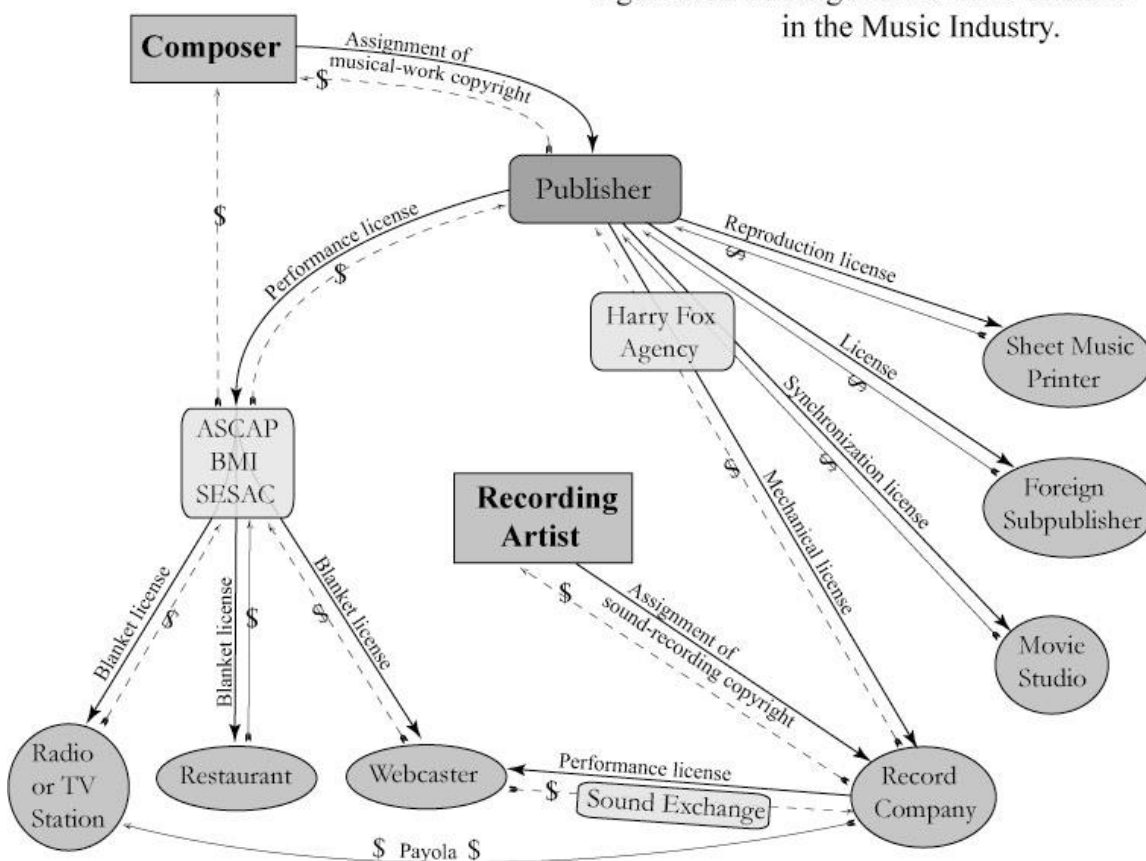 in the Music Industry.
Composer
Assignment of
musical-work copyright
$
$
Publisher
Performance license
$
Reproduction license
$
Harry Fox
Agency
License
$
Sheet Music
Printer
Synchronization license
$
ASCAP
BMI
SESAC
Mechanical license
$
Recording
Artist
Foreign
Subpublisher
Blanket license
$
Blanket license
$
Blanket license
$
$
Assignment of
sound-recording copyright
Movie
Studio
Radio
or TV
Station
Restaurant
Webcaster
Performance license
$
Sound Exchange
Record
Company
$ Payola $